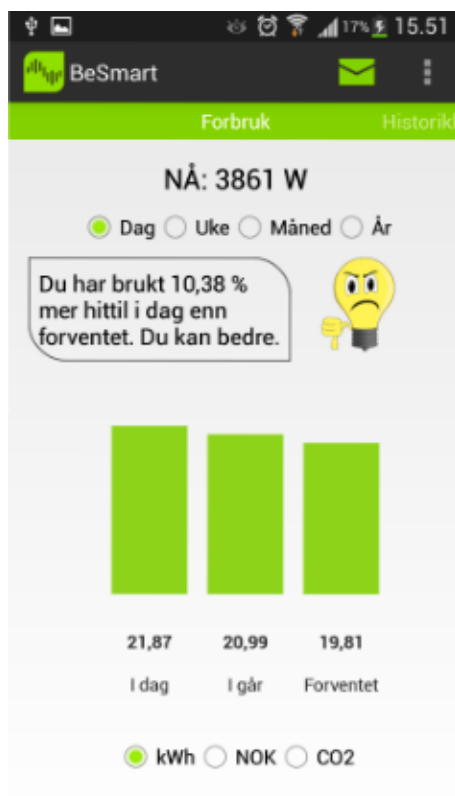 17% 15.51
BeSmart
Forbruk Historikk
NÅ: 3861 W
Dag Uke Måned År
Du har brukt 10,38 %
mer hittil i dag enn
forventet. Du kan bedre.
21,87 20,99 19,81
I dag I går Forventet
kWh NOK CO2